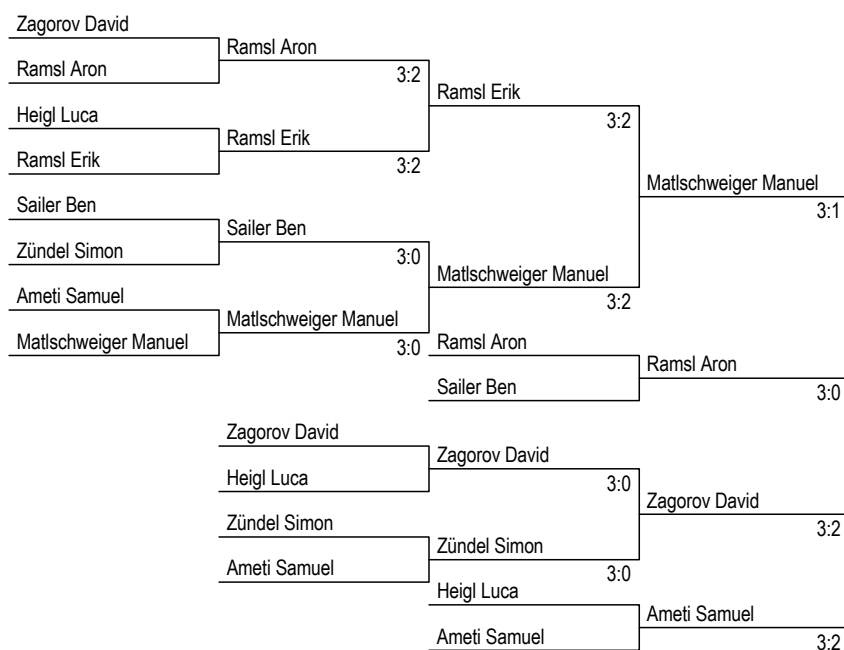 Zagorov David
Ramsl Aron
Ramsl Aron
3:2
Ramsl Erik
Heigl Luca
3:2
Ramsl Erik
Ramsl Erik
3:2
Matlschweiger Manuel
Sailer Ben
3:1
Sailer Ben
Zündel Simon
3:0
Matlschweiger Manuel
Ameti Samuel
3:2
Matlschweiger Manuel
Matlschweiger Manuel
3:0
Ramsl Aron
Ramsl Aron
Sailer Ben
3:0
Zagorov David
Zagorov David
Heigl Luca
3:0
Zagorov David
Zündel Simon
3:2
Zündel Simon
Ameti Samuel
3:0
Heigl Luca
Ameti Samuel
Ameti Samuel
3:2